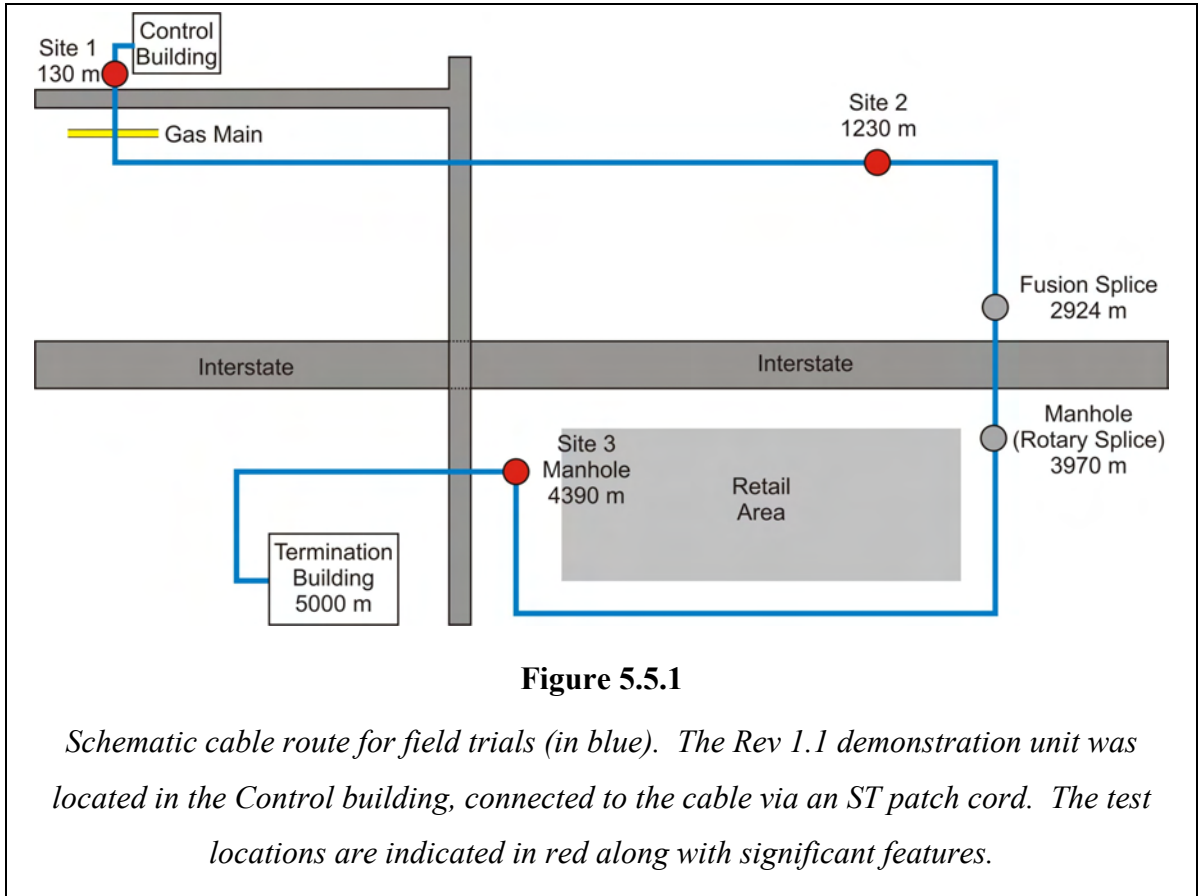 Control
Building
Site 1
130 m
Gas Main
Site 2
1230 m
Fusion Splice
2924 m
Interstate
Interstate
Manhole
(Rotary Splice)
3970 m
Site 3
Manhole
4390 m
Retail
Area
Termination
Building
5000 m
Figure 5.5.1
Schematic cable route for field trials (in blue). The Rev 1.1 demonstration unit was
located in the Control building, connected to the cable via an ST patch cord. The test
locations are indicated in red along with significant features.